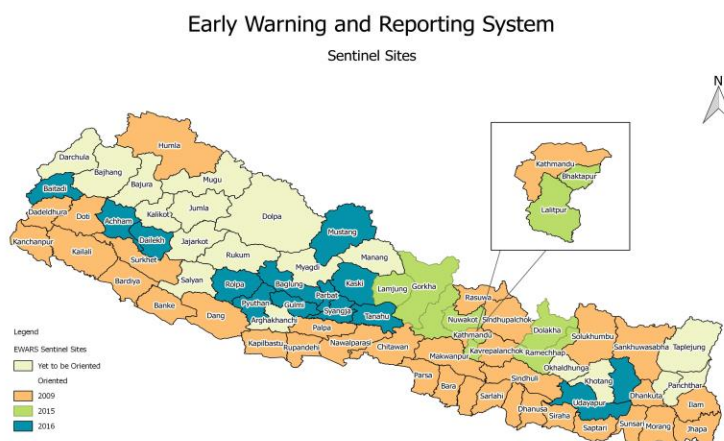 Early Warning and Reporting System
Sentinel Sites
N
Humla
Darchula
Bajhang
Mugu
Bajura
Baitadi
Dadeldhura
Doti
Achham
Kalikot
Jumla
Dolpa
Mustang
Kanchanpur
Kailali
Dailekh
Jajarkot
Surkhet
Rukum
Myagdi
Manang
Bardiya
Salyan
Rolpa
Baglung
Parbat
Kaski
Lamjung
Gorkha
Banke
Dang
Pyuthan
Gulmi
Syangja
Tanahu
Arghakhanchi
Palpa
Kapilbastu
Rupandehi
Nawalparasi
Chitawan
Kathmandu
Bhaktapur
Lalitpur
Rasuwa
Nuwakot
Sindhupalchok
Kathmandu
Dolakha
Kavrepalanchok
Ramechhap
Makwanpur
Solukhumbu
Sankhuwasabha
Taplejung
Okhaldhunga
Khotang
Panchthar
Parsa
Bara
Sarlahi
Sindhuli
Dhanusa
Siraha
Udayapur
Saptari
Dhankuta
Sunsari
Morang
Ilam
Jhapa
Legend
EWARS Sentinel Sites
Yet to be Oriented
Oriented
2009
2015
2016